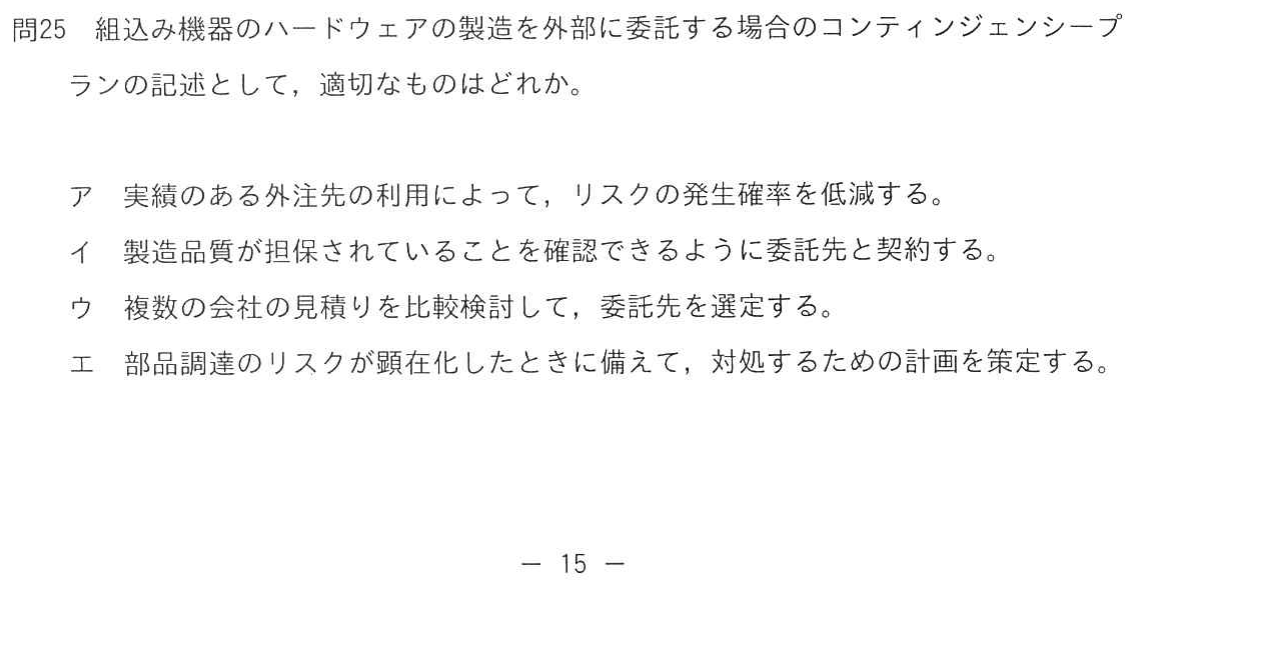 問25 組込み機器のハードウェアの製造を外部に委託する場合のコンティンジェンシープ
ランの記述として，適切なものはどれか。
ア 実績のある外注先の利用によって，リスクの発生確率を低減する。
イ 製造品質が担保されていることを確認できるように委託先と契約する。
ウ 複数の会社の見積りを比較検討して，委託先を選定する。
エ 部品調達のリスクが顕在化したときに備えて，対処するための計画を策定する。
－ 15 －